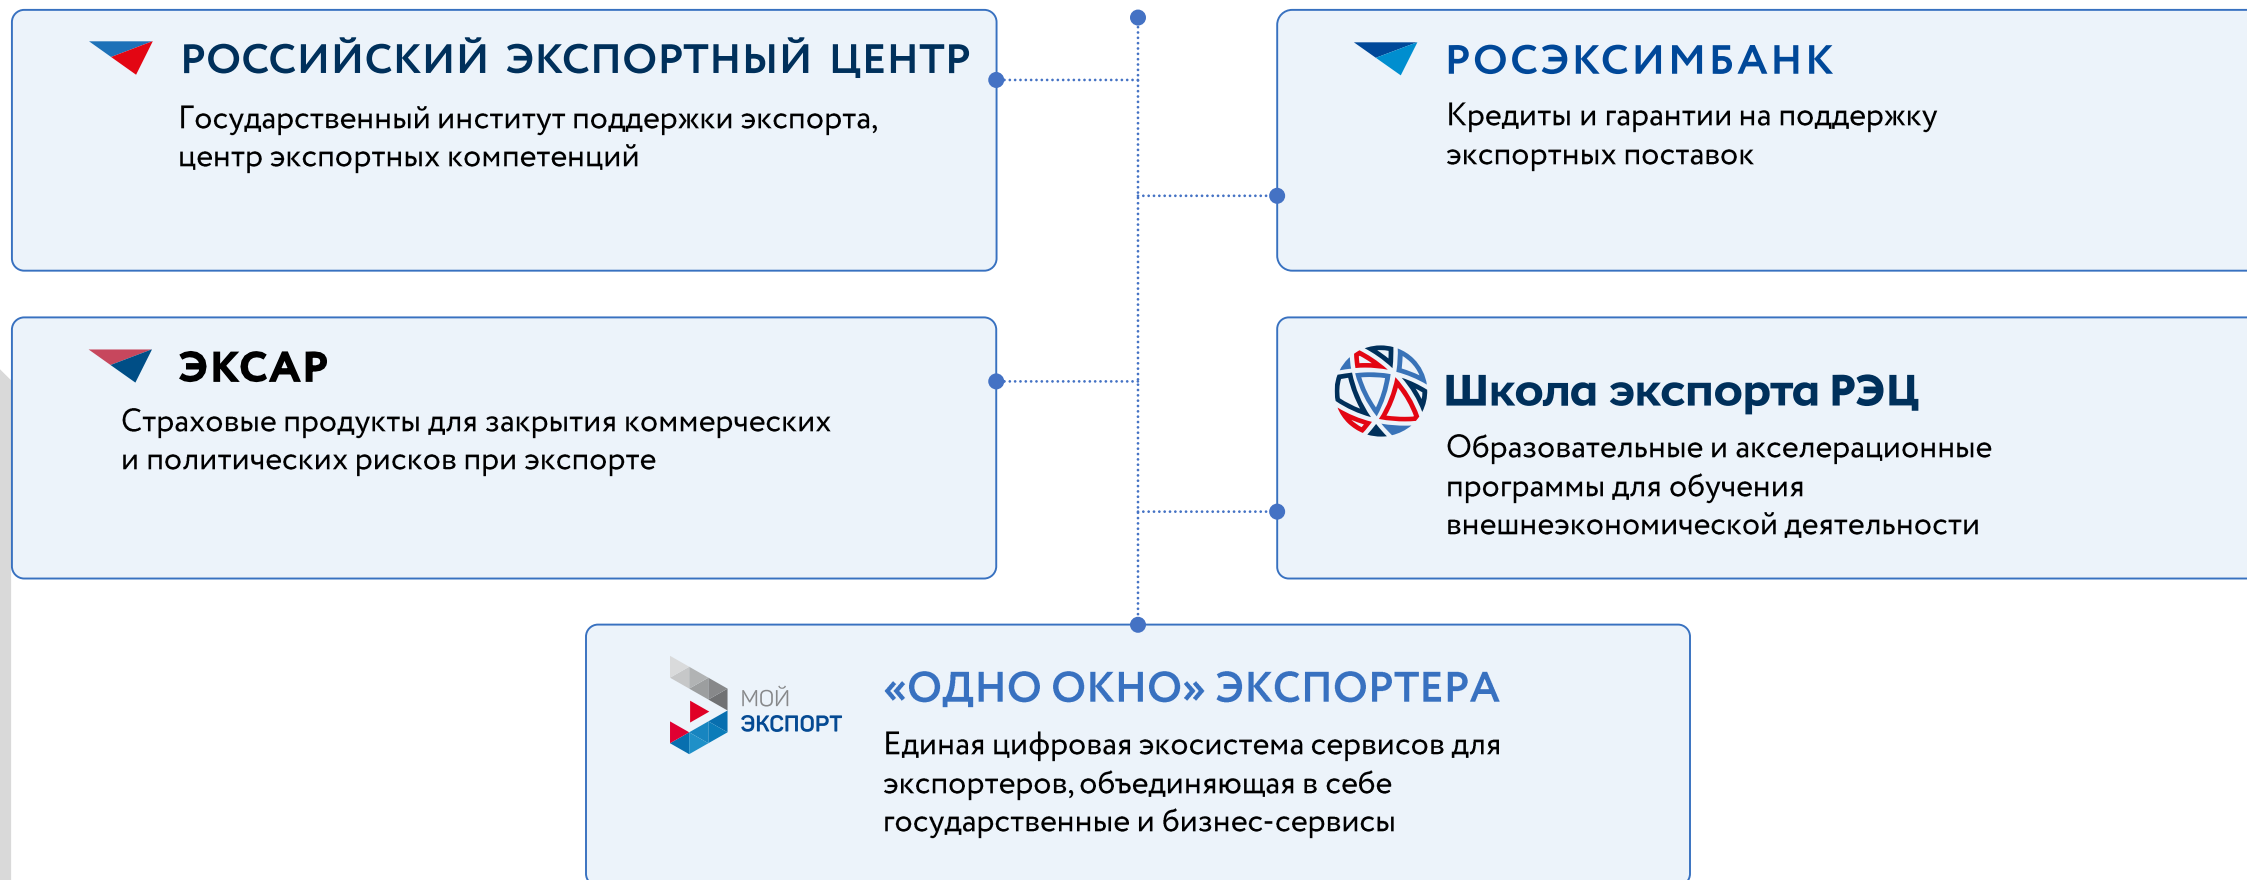 РОССИЙСКИЙ ЭКСПОРТНЫЙ ЦЕНТР
Государственный институт поддержки экспорта,
центр экспортных компетенций
РОСЭКСИМБАНК
Кредиты и гарантии на поддержку
экспортных поставок
ЭКСАР
Страховые продукты для закрытия коммерческих
и политических рисков при экспорте
Школа экспорта РЭЦ
Образовательные и акселерационные
программы для обучения
внешнеэкономической деятельности
МОЙ
ЭКСПОРТ
«ОДНО ОКНО» ЭКСПОРТЕРА
Единая цифровая экосистема сервисов для
экспортеров, объединяющая в себе
государственные и бизнес-сервисы